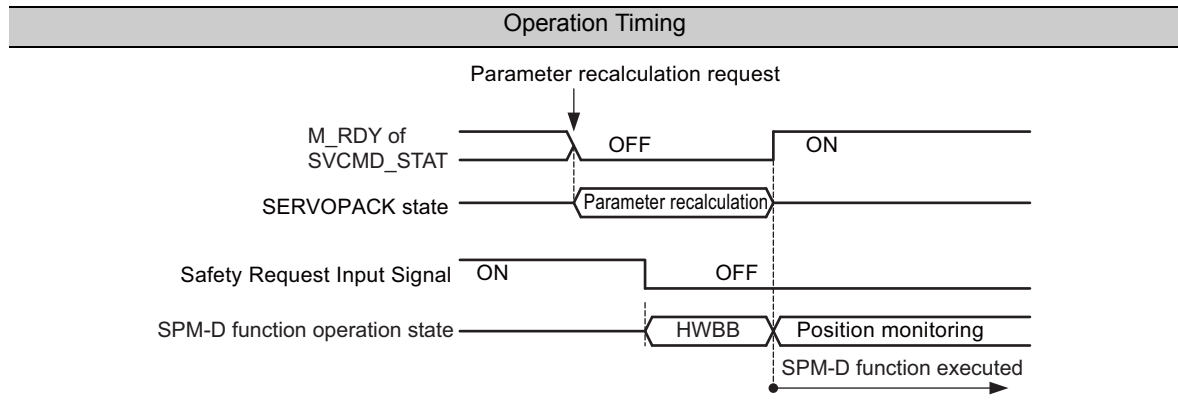 Operation Timing
Parameter recalculation request
M_RDY of
SVCMD_STAT
OFF
ON
SERVOPACK state
Parameter recalculation
Safety Request Input Signal
ON
OFF
SPM-D function operation state
HWBB
Position monitoring
SPM-D function executed